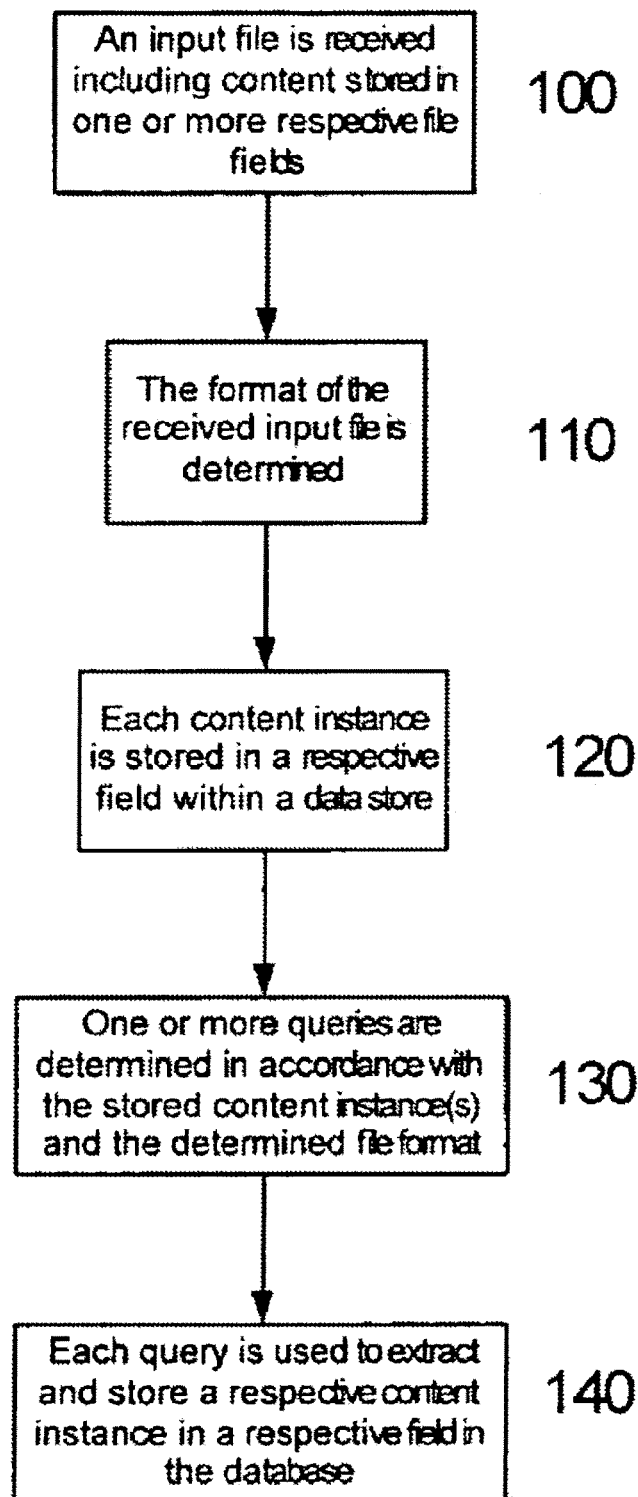 An input file is received
including content stored in
one or more respective file
fields
100
The format of the
received input file is
determined
110
Each content instance
is stored in a respective
field within a data store
120
One or more queries are
determined in accordance with
the stored content instance(s)
and the determined file format
130
Each query is used to extract
and store a respective content
instance in a respective field in
the database
140